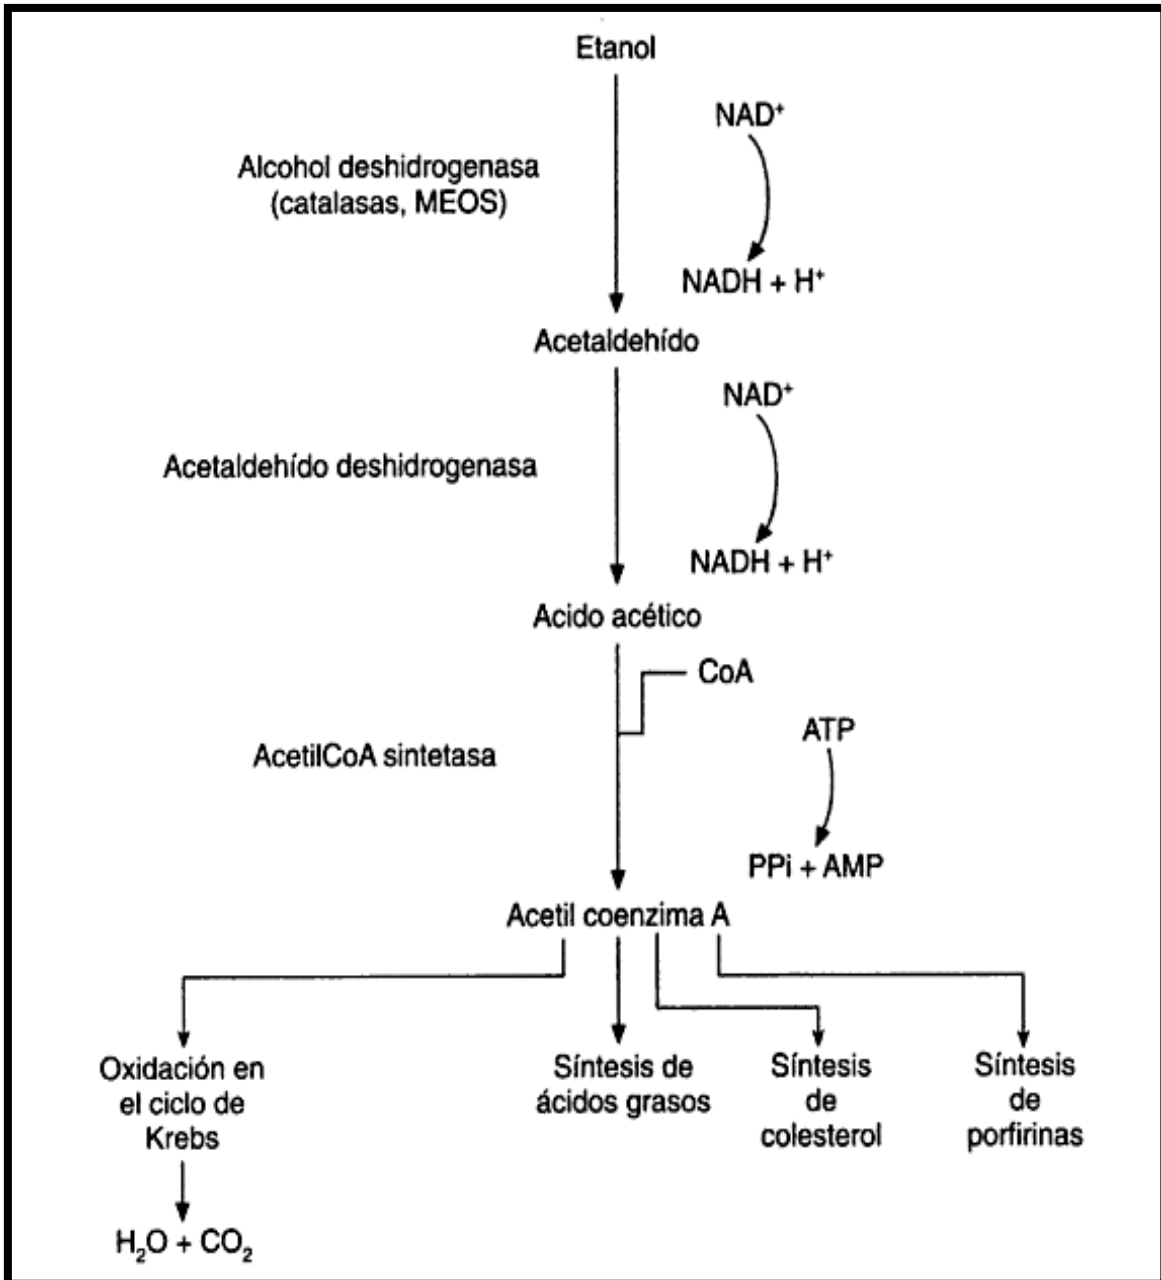 Etanol
NAD⁺
Alcohol deshidrogenasa
(catalasas, MEOS)
NADH + H⁺
Acetaldehído
NAD⁺
Acetaldehído deshidrogenasa
NADH + H⁺
Acido acético
CoA
ATP
AcetilCoA sintetasa
PPi + AMP
Acetil coenzima A
Oxidación en
el ciclo de
Krebs
Síntesis de
ácidos grasos
Síntesis
de
colesterol
Síntesis
de
porfirinas
H₂O + CO₂